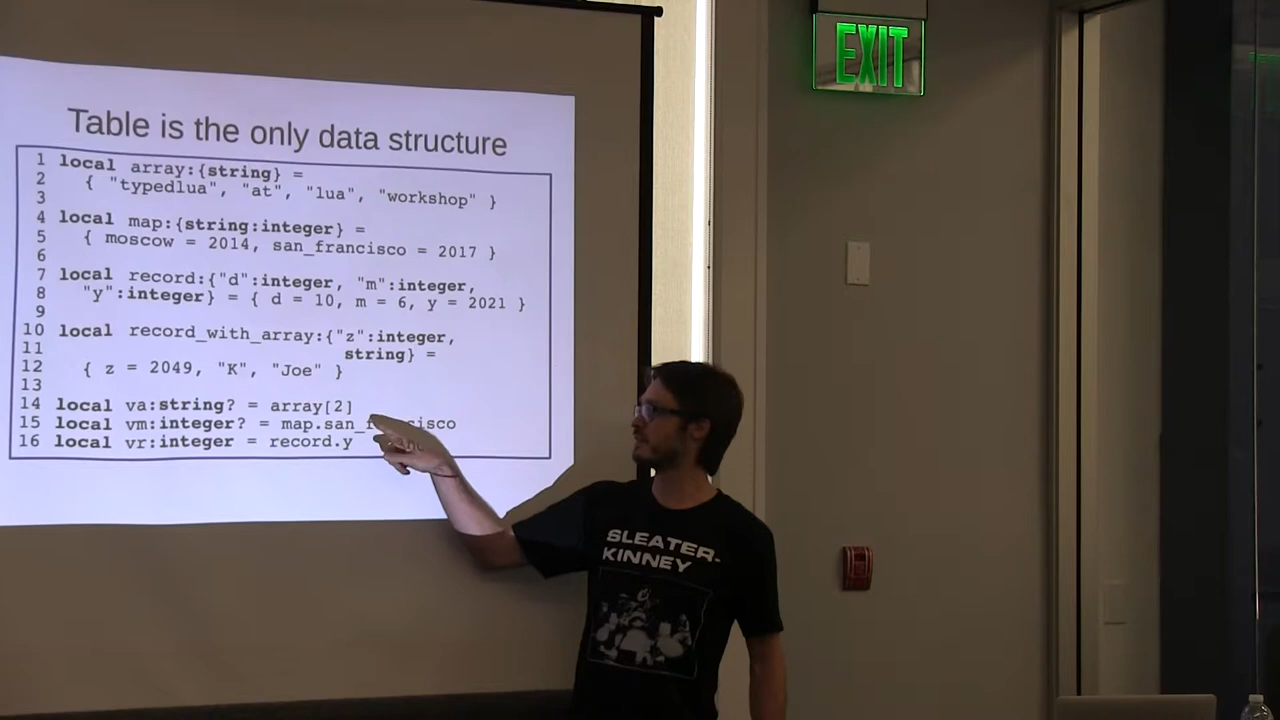 EXIT
Table is the only data structure
1 local array:{string} =
2 { "typedlua", "at", "lua", "workshop" }
3
4 local map:{string:integer} =
5 { moscow = 2014, san_francisco = 2017 }
6
7 local record:{"d":integer, "m":integer,
8 "y":integer} = { d = 10, m = 6, y = 2021 }
9
10 local record_with_array:{"z":integer,
11 string} =
12 { z = 2049, "K", "Joe" }
13
14 local va:string? = array[2]
15 local vm:integer? = map.san_francisco
16 local vr:integer = record.y
SLEATER-
KINNEY